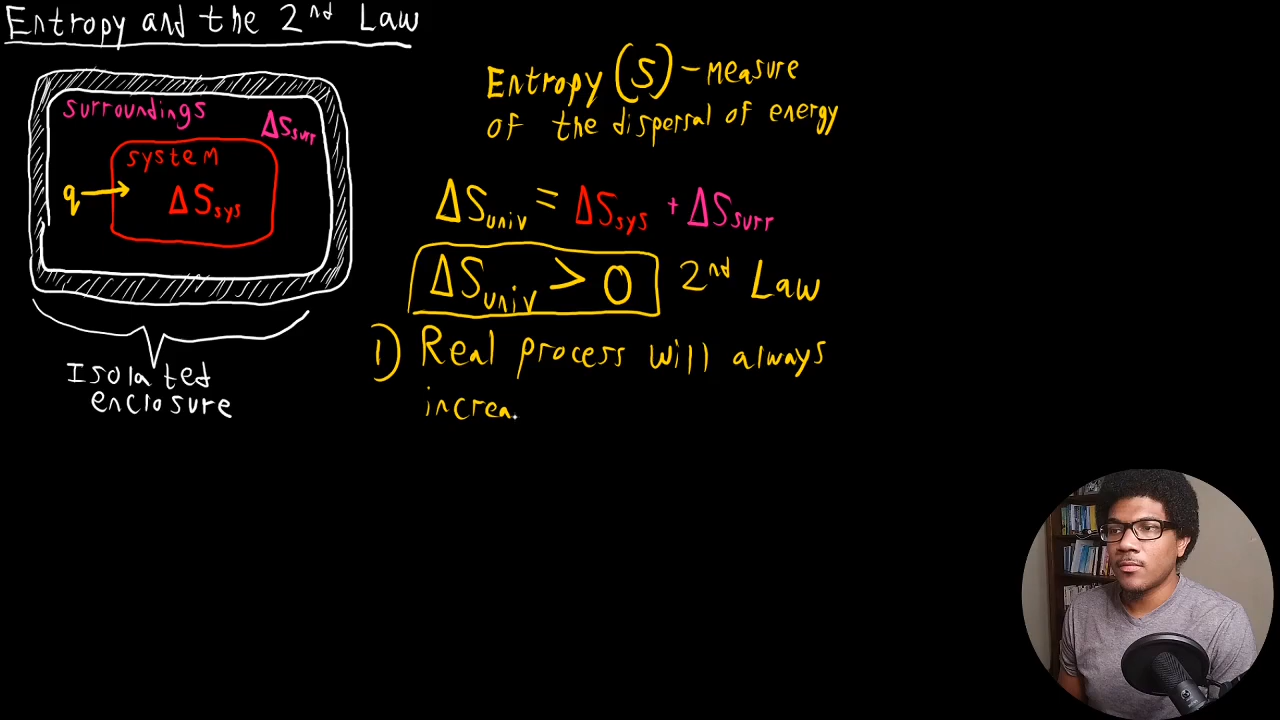 Entropy and the 2nd Law
surroundings
ΔSsurr
system
q → ΔSsys
Isolated
enclosure
Entropy (S) - measure
of the dispersal of energy
ΔSuniv = ΔSsys + ΔSsurr
ΔSuniv > 0 2nd Law
1) Real process will always
increa